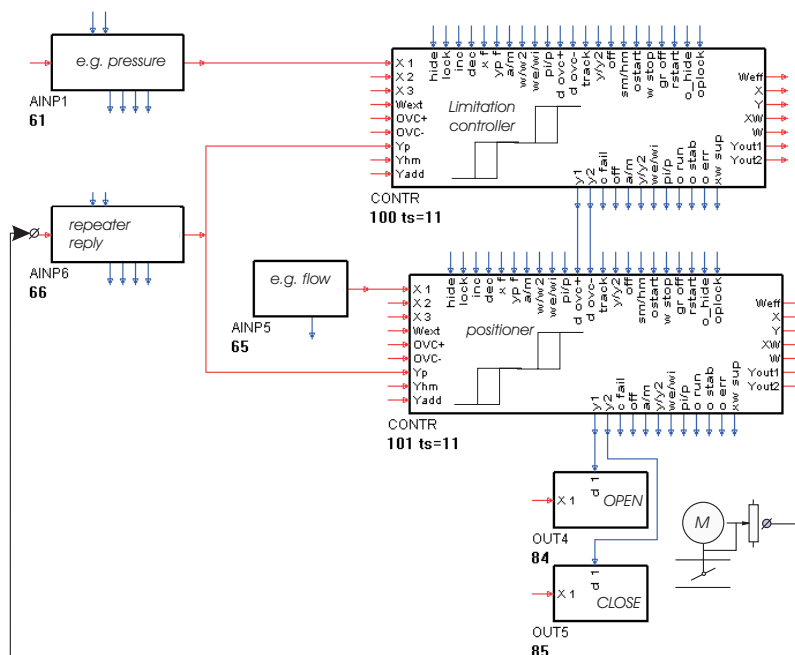 e.g. pressure
AINP1
61
hide
lock
inc
dec
x f
yp f
a/m
w/w2
we/wi
pi/p
d ovc+
d ovc-
track
y/y2
off
sm/hm
ostart
w stop
gr off
rstart
o_hide
oplock
X 1
X 2
X 3
Wext
OVC+
OVC-
Yp
Yhm
Yadd
Limitation
controller
Weff
X
Y
XW
W
Yout1
Yout2
y1
y2
c fail
off
a/m
y/y2
we/wi
pi/p
o run
o stab
o err
xw sup
CONTR
100 ts=11
repeater
reply
AINP6
66
e.g. flow
AINP5
65
hide
lock
inc
dec
x f
yp f
a/m
w/w2
we/wi
pi/p
d ovc+
d ovc-
track
y/y2
off
sm/hm
ostart
w stop
gr off
rstart
o_hide
oplock
X 1
X 2
X 3
Wext
OVC+
OVC-
Yp
Yhm
Yadd
positioner
Weff
X
Y
XW
W
Yout1
Yout2
y1
y2
c fail
off
a/m
y/y2
we/wi
pi/p
o run
o stab
o err
xw sup
CONTR
101 ts=11
d 1
X 1
OPEN
OUT4
84
M
d 1
X 1
CLOSE
OUT5
85